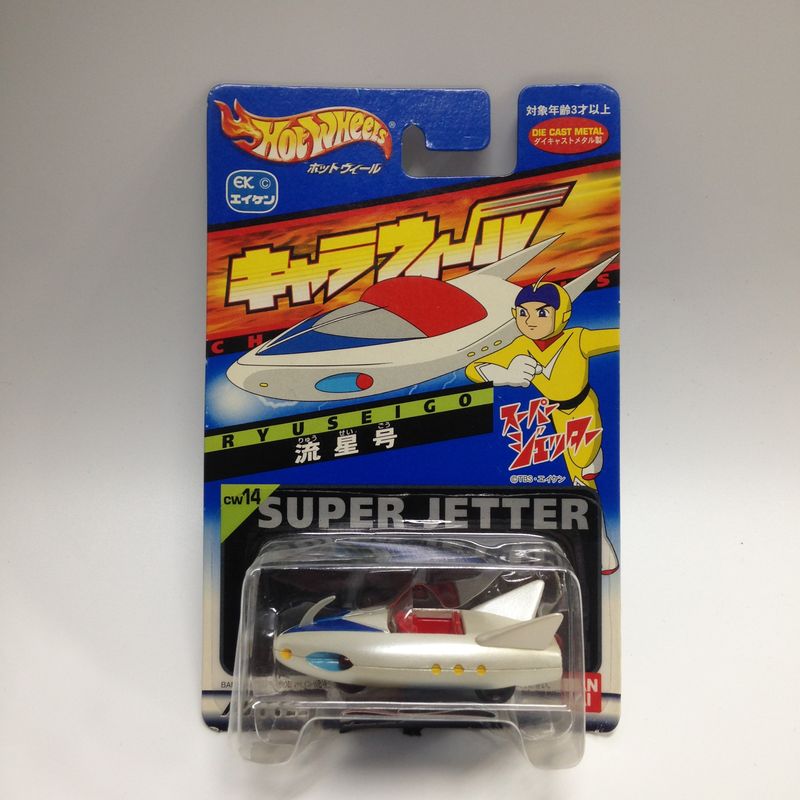 HOT WHEELS®
ホットウィール
対象年齢3才以上
DIE CAST METAL
ダイキャストメタル製
EK ©
エイケン
キャラウィール
CH
S
RYUSEIGO
りゅう せい ごう
流星号
スーパー
ジェッター
©TBS・エイケン
cw14
SUPER JETTER